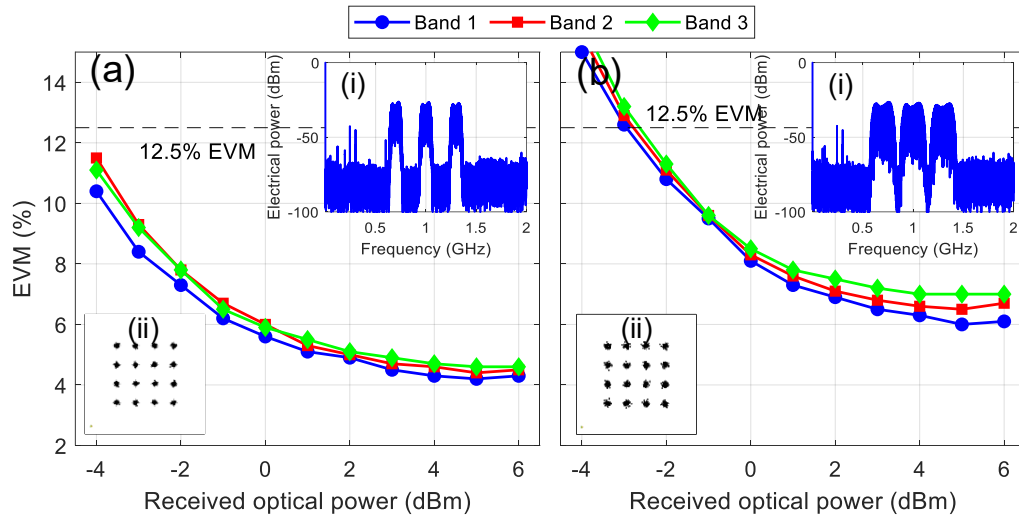 Band 1 Band 2 Band 3
(a)
(i)
0
-50
-100
Electrical power (dBm)
0.5 1 1.5 2
Frequency (GHz)
12.5% EVM
(ii)
14
12
10
8
6
4
2
EVM (%)
-4 -2 0 2 4 6
Received optical power (dBm)
(b)
(i)
0
-50
-100
Electrical power (dBm)
0.5 1 1.5 2
Frequency (GHz)
12.5% EVM
(ii)
-4 -2 0 2 4 6
Received optical power (dBm)